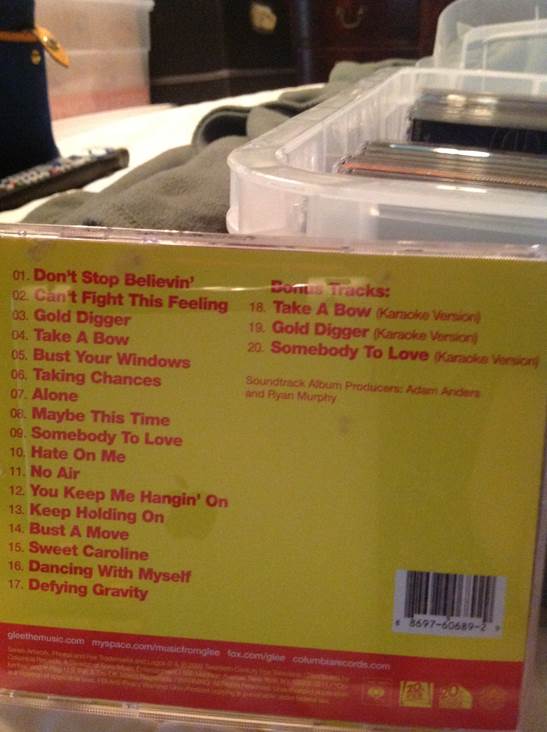 01. Don't Stop Believin'
02. Can't Fight This Feeling
03. Gold Digger
04. Take A Bow
05. Bust Your Windows
06. Taking Chances
07. Alone
08. Maybe This Time
09. Somebody To Love
10. Hate On Me
11. No Air
12. You Keep Me Hangin' On
13. Keep Holding On
14. Bust A Move
15. Sweet Caroline
16. Dancing With Myself
17. Defying Gravity
Bonus Tracks:
18. Take A Bow (Karaoke Version)
19. Gold Digger (Karaoke Version)
20. Somebody To Love (Karaoke Version)
Soundtrack Album Producers: Adam Anders
and Ryan Murphy
8 8697-60689-2 9
gleethemusic.com myspace.com/musicfromglee fox.com/glee columbiarecords.com